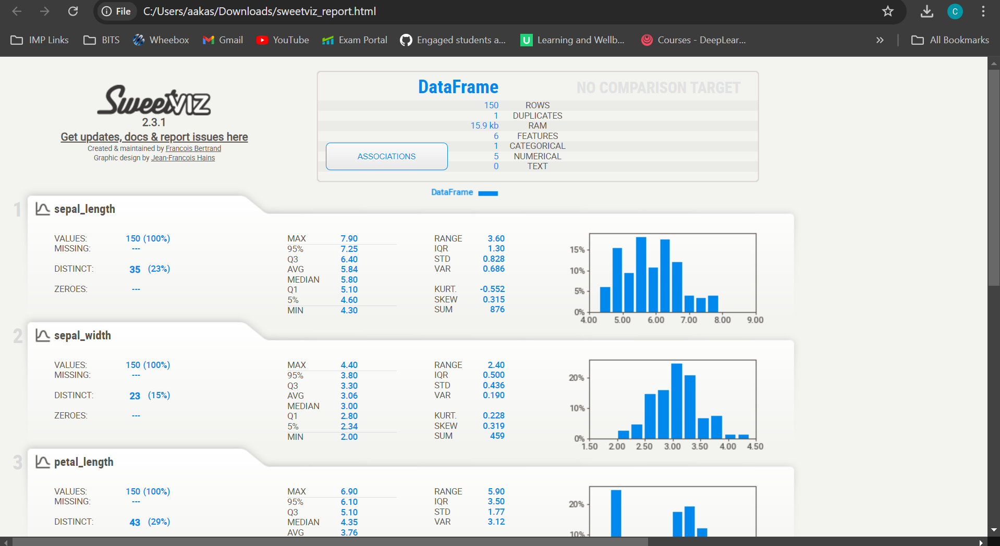 File C:/Users/aakas/Downloads/sweetviz_report.html C
IMP Links BITS Wheebox Gmail YouTube Exam Portal Engaged students a... Learning and Wellb... Courses - DeepLear... » All Bookmarks
SweetVIZ
2.3.1
Get updates, docs & report issues here
Created & maintained by Francois Bertrand
Graphic design by Jean-Francois Hains
DataFrame NO COMPARISON TARGET
150 ROWS
1 DUPLICATES
15.9 kb RAM
6 FEATURES
1 CATEGORICAL
5 NUMERICAL
0 TEXT
ASSOCIATIONS
DataFrame
1 sepal_length
VALUES: 150 (100%)
MISSING: ---
DISTINCT: 35 (23%)
ZEROES: ---
MAX 7.90
95% 7.25
Q3 6.40
AVG 5.84
MEDIAN 5.80
Q1 5.10
5% 4.60
MIN 4.30
RANGE 3.60
IQR 1.30
STD 0.828
VAR 0.686
KURT. -0.552
SKEW 0.315
SUM 876
15%
10%
5%
0%
4.00 5.00 6.00 7.00 8.00 9.00
2 sepal_width
VALUES: 150 (100%)
MISSING: ---
DISTINCT: 23 (15%)
ZEROES: ---
MAX 4.40
95% 3.80
Q3 3.30
AVG 3.06
MEDIAN 3.00
Q1 2.80
5% 2.34
MIN 2.00
RANGE 2.40
IQR 0.500
STD 0.436
VAR 0.190
KURT. 0.228
SKEW 0.319
SUM 459
20%
10%
0%
1.50 2.00 2.50 3.00 3.50 4.00 4.50
3 petal_length
VALUES: 150 (100%)
MISSING: ---
DISTINCT: 43 (29%)
MAX 6.90
95% 6.10
Q3 5.10
MEDIAN 4.35
AVG 3.76
RANGE 5.90
IQR 3.50
STD 1.77
VAR 3.12
20%
10%